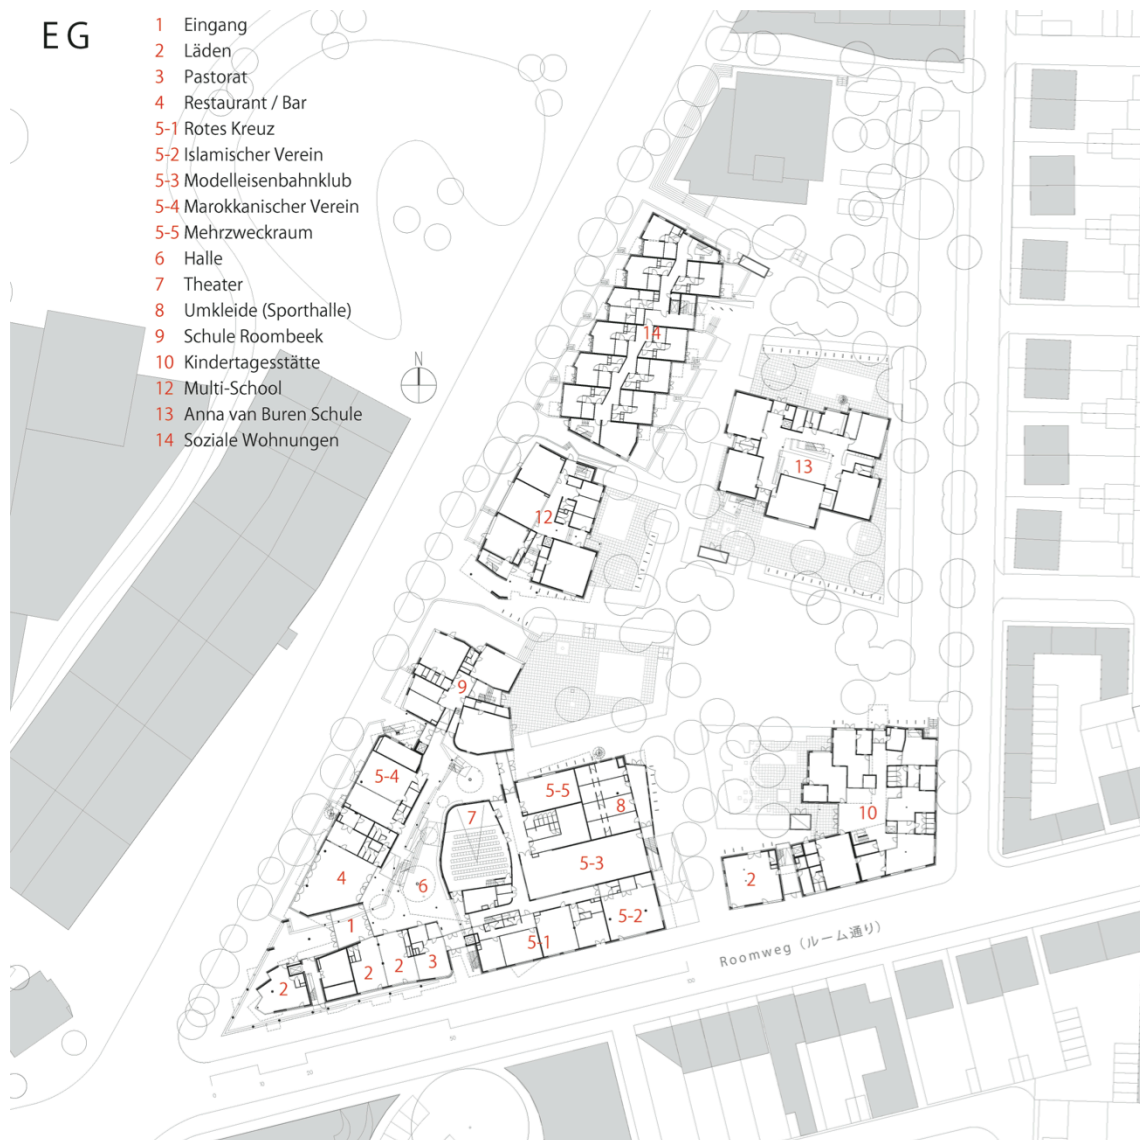 EG
1 Eingang
2 Läden
3 Pastorat
4 Restaurant / Bar
5-1 Rotes Kreuz
5-2 Islamischer Verein
5-3 Modelleisenbahnklub
5-4 Marokkanischer Verein
5-5 Mehrzweckraum
6 Halle
7 Theater
8 Umkleide (Sporthalle)
9 Schule Roombeek
10 Kindertagesstätte
12 Multi-School
13 Anna van Buren Schule
14 Soziale Wohnungen
N
14
13
12
9
5-4
5-5
8
7
10
5-3
4
2
6
5-2
1
5-1
3
2
2
2
Roomweg (ルーム通り)
0
10
20
50